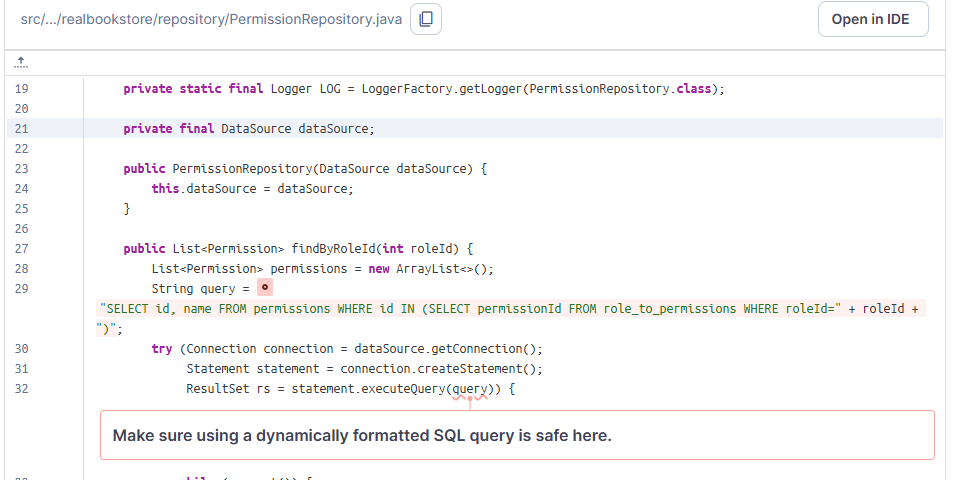 src/.../realbookstore/repository/PermissionRepository.java
Open in IDE
19 private static final Logger LOG = LoggerFactory.getLogger(PermissionRepository.class);
20
21 private final DataSource dataSource;
22
23 public PermissionRepository(DataSource dataSource) {
24 this.dataSource = dataSource;
25 }
26
27 public List<Permission> findByRoleId(int roleId) {
28 List<Permission> permissions = new ArrayList<>();
29 String query =
"SELECT id, name FROM permissions WHERE id IN (SELECT permissionId FROM role_to_permissions WHERE roleId=" + roleId +
")";
30 try (Connection connection = dataSource.getConnection();
31 Statement statement = connection.createStatement();
32 ResultSet rs = statement.executeQuery(query)) {
Make sure using a dynamically formatted SQL query is safe here.